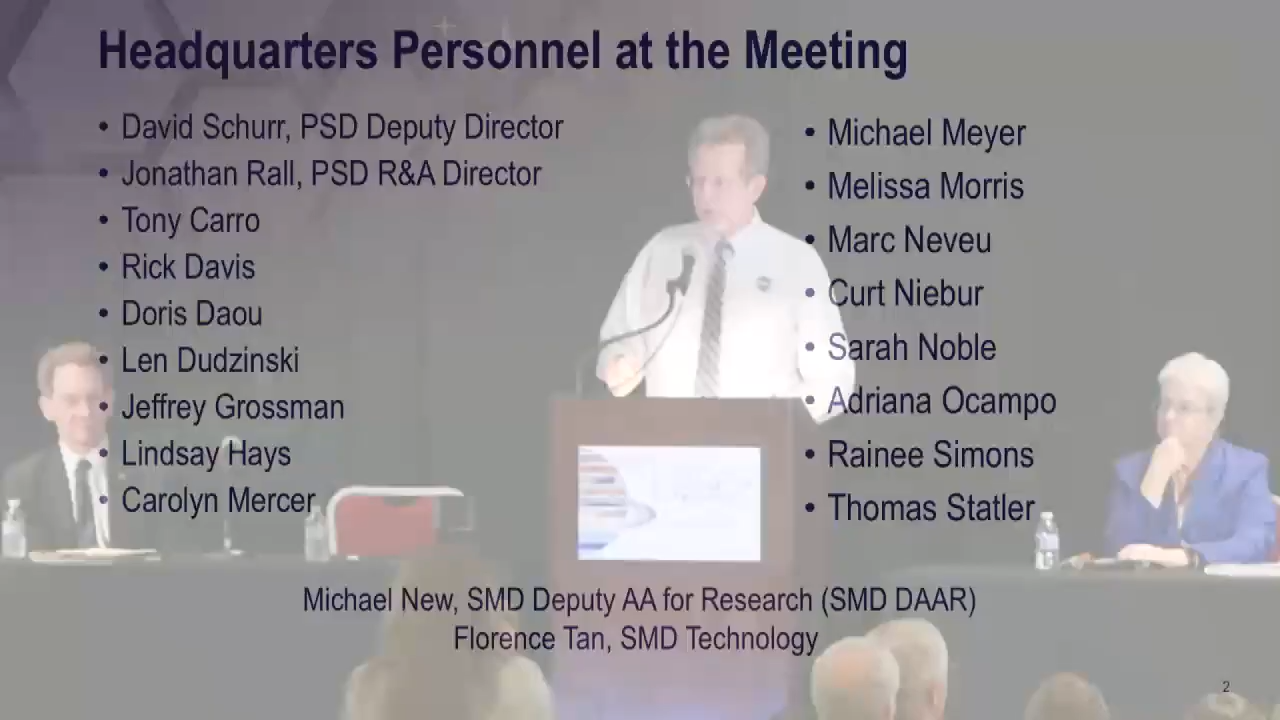 Headquarters Personnel at the Meeting
• David Schurr, PSD Deputy Director
• Jonathan Rall, PSD R&A Director
• Tony Carro
• Rick Davis
• Doris Daou
• Len Dudzinski
• Jeffrey Grossman
• Lindsay Hays
• Carolyn Mercer
• Michael Meyer
• Melissa Morris
• Marc Neveu
• Curt Niebur
• Sarah Noble
• Adriana Ocampo
• Rainee Simons
• Thomas Statler
Michael New, SMD Deputy AA for Research (SMD DAAR)
Florence Tan, SMD Technology
2